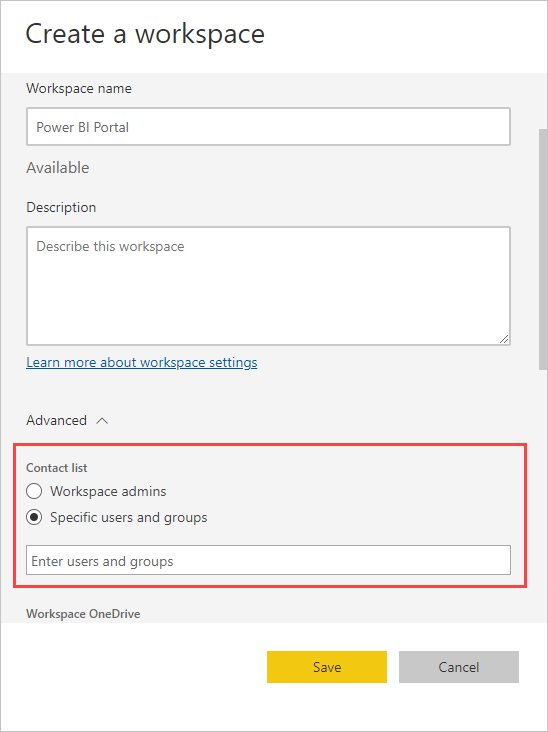 Create a workspace
Workspace name
Power BI Portal
Available
Description
Describe this workspace
Learn more about workspace settings
Advanced
Contact list
Workspace admins
Specific users and groups
Enter users and groups
Workspace OneDrive
Save
Cancel